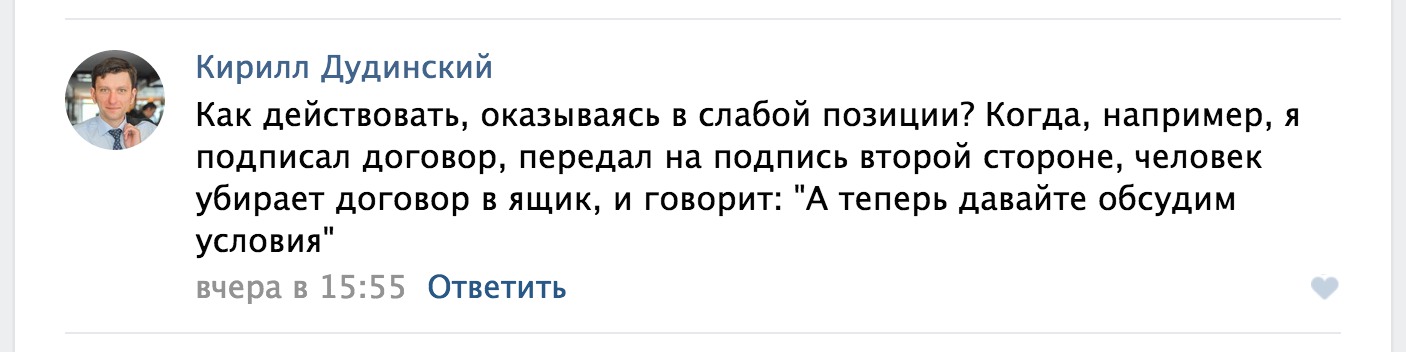 Кирилл Дудинский
Как действовать, оказываясь в слабой позиции? Когда, например, я
подписал договор, передал на подпись второй стороне, человек
убирает договор в ящик, и говорит: "А теперь давайте обсудим
условия"
вчера в 15:55 Ответить